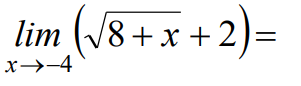 lim (√8 + x + 2) =
x→−4